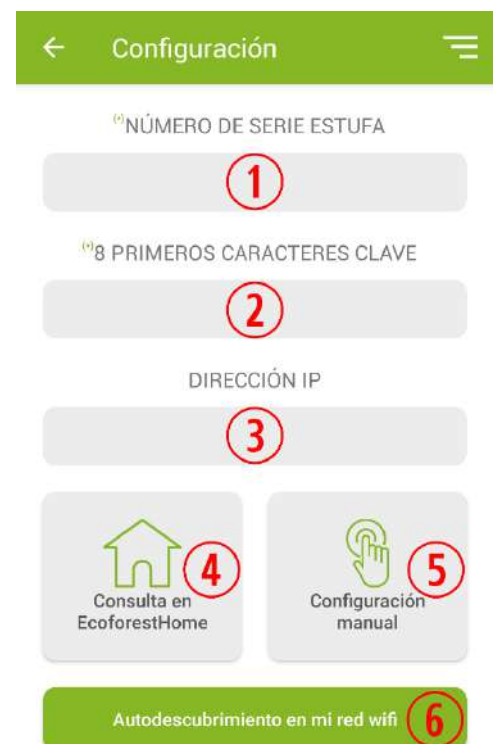 Configuración
(*)NÚMERO DE SERIE ESTUFA
1
(*)8 PRIMEROS CARACTERES CLAVE
2
DIRECCIÓN IP
3
4
Consulta en
EcoforestHome
5
Configuración
manual
Autodescubrimiento en mi red wifi 6